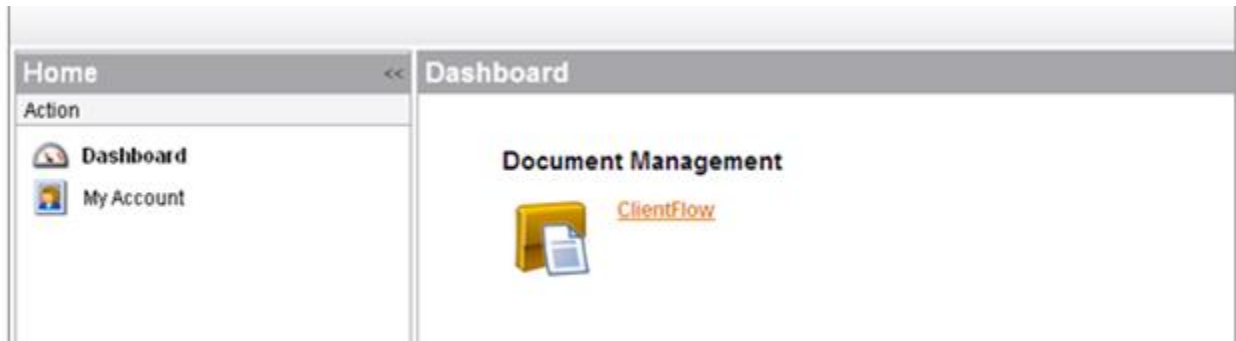 Home <<
Action
Dashboard
My Account
Dashboard
Document Management
ClientFlow